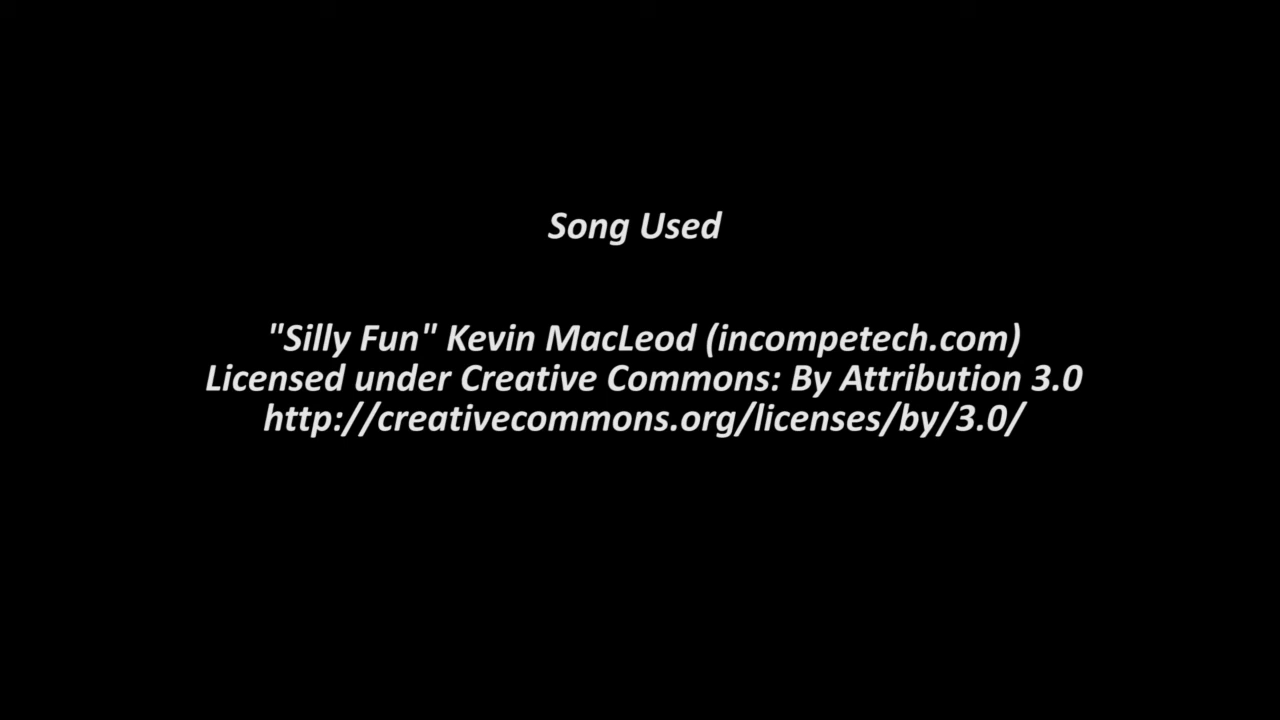 Song Used
"Silly Fun" Kevin MacLeod (incompetech.com)
Licensed under Creative Commons: By Attribution 3.0
http://creativecommons.org/licenses/by/3.0/